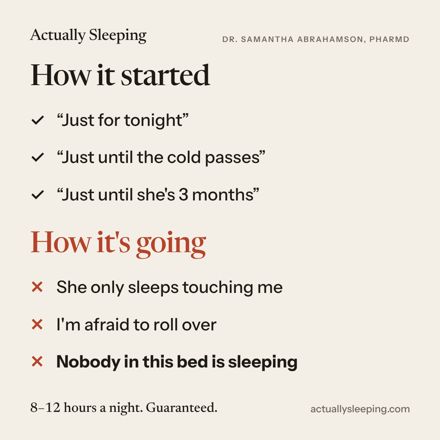 Actually Sleeping
DR. SAMANTHA ABRAHAMSON, PHARMD
How it started
✓ “Just for tonight”
✓ “Just until the cold passes”
✓ “Just until she's 3 months”
How it's going
✕ She only sleeps touching me
✕ I'm afraid to roll over
✕ Nobody in this bed is sleeping
8–12 hours a night. Guaranteed.
actuallysleeping.com